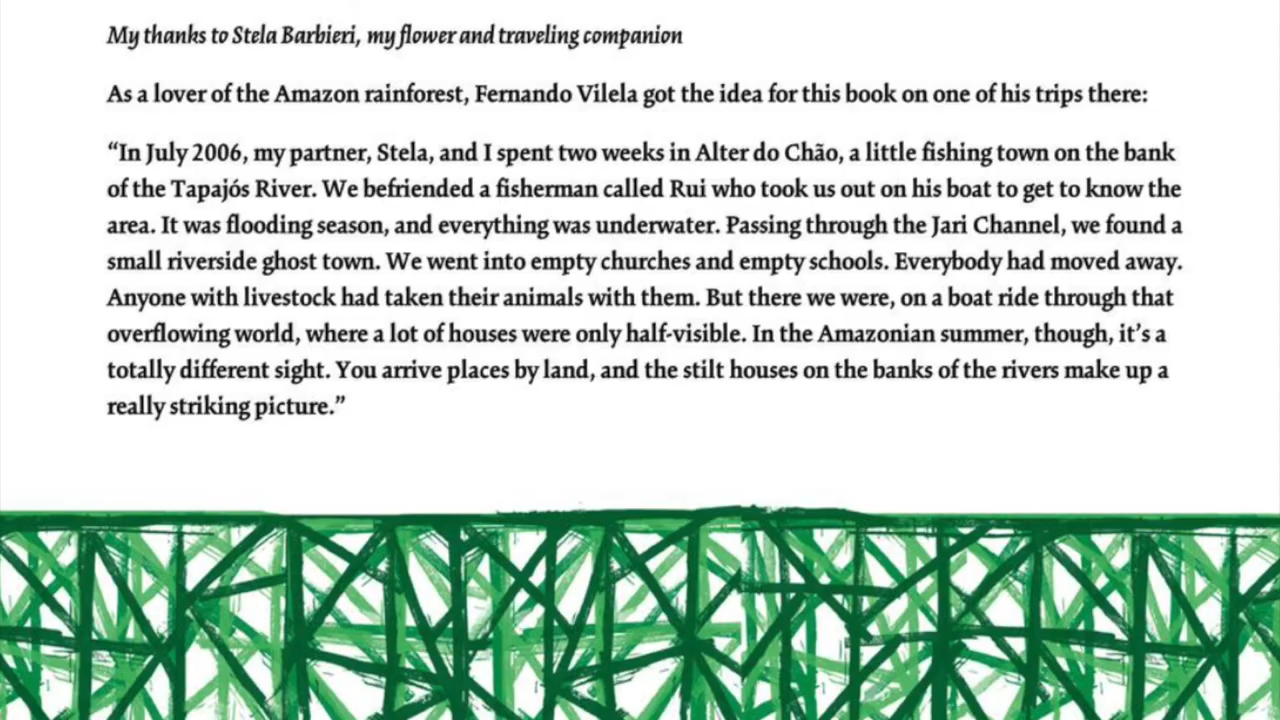 My thanks to Stela Barbieri, my flower and traveling companion
As a lover of the Amazon rainforest, Fernando Vilela got the idea for this book on one of his trips there:
“In July 2006, my partner, Stela, and I spent two weeks in Alter do Chão, a little fishing town on the bank
of the Tapajós River. We befriended a fisherman called Rui who took us out on his boat to get to know the
area. It was flooding season, and everything was underwater. Passing through the Jari Channel, we found a
small riverside ghost town. We went into empty churches and empty schools. Everybody had moved away.
Anyone with livestock had taken their animals with them. But there we were, on a boat ride through that
overflowing world, where a lot of houses were only half-visible. In the Amazonian summer, though, it’s a
totally different sight. You arrive places by land, and the stilt houses on the banks of the rivers make up a
really striking picture.”